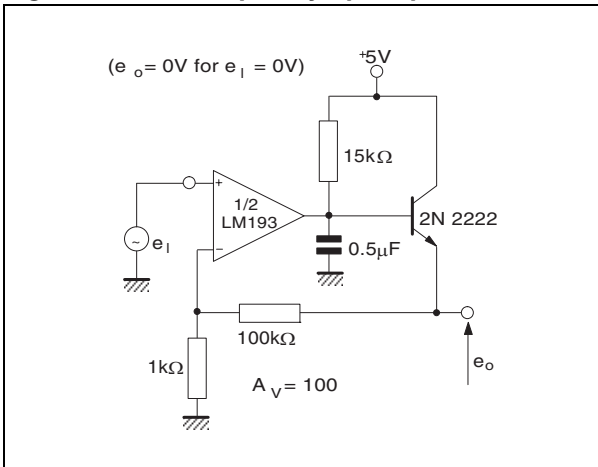 (e o = 0V for e I = 0V)
+5V
15kΩ
+
1/2
LM193
2N 2222
−
0.5µF
~
e I
100kΩ
1kΩ
e o
A V = 100